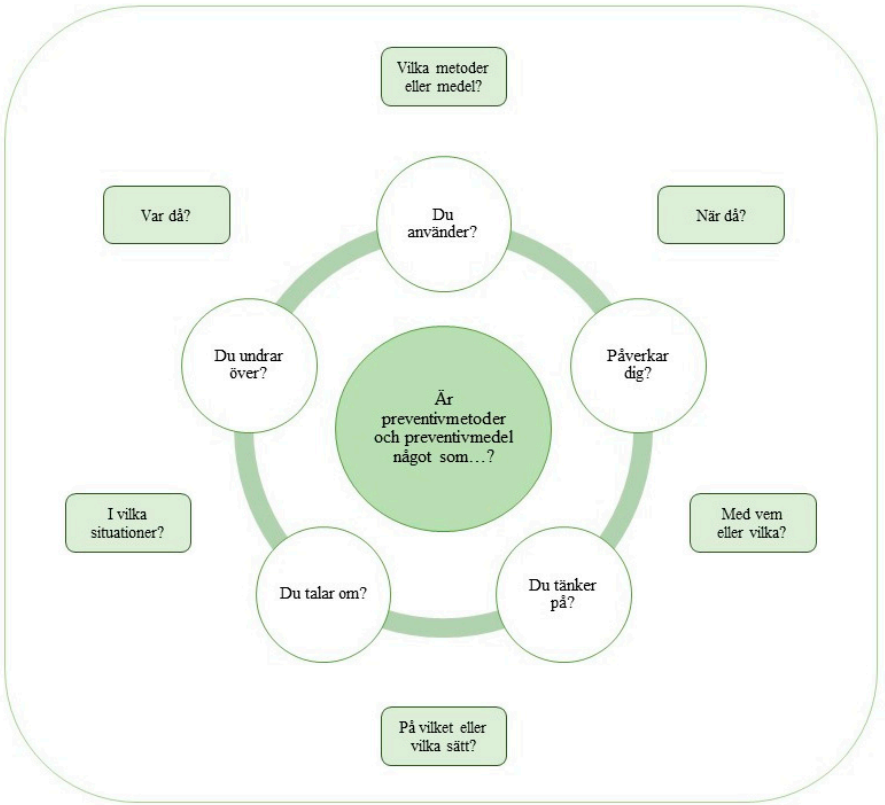 Vilka metoder
eller medel?
Var då?
När då?
Du
använder?
Du undrar
över?
Påverkar
dig?
Är
preventivmetoder
och preventivmedel
något som…?
I vilka
situationer?
Med vem
eller vilka?
Du talar om?
Du tänker
på?
På vilket eller
vilka sätt?